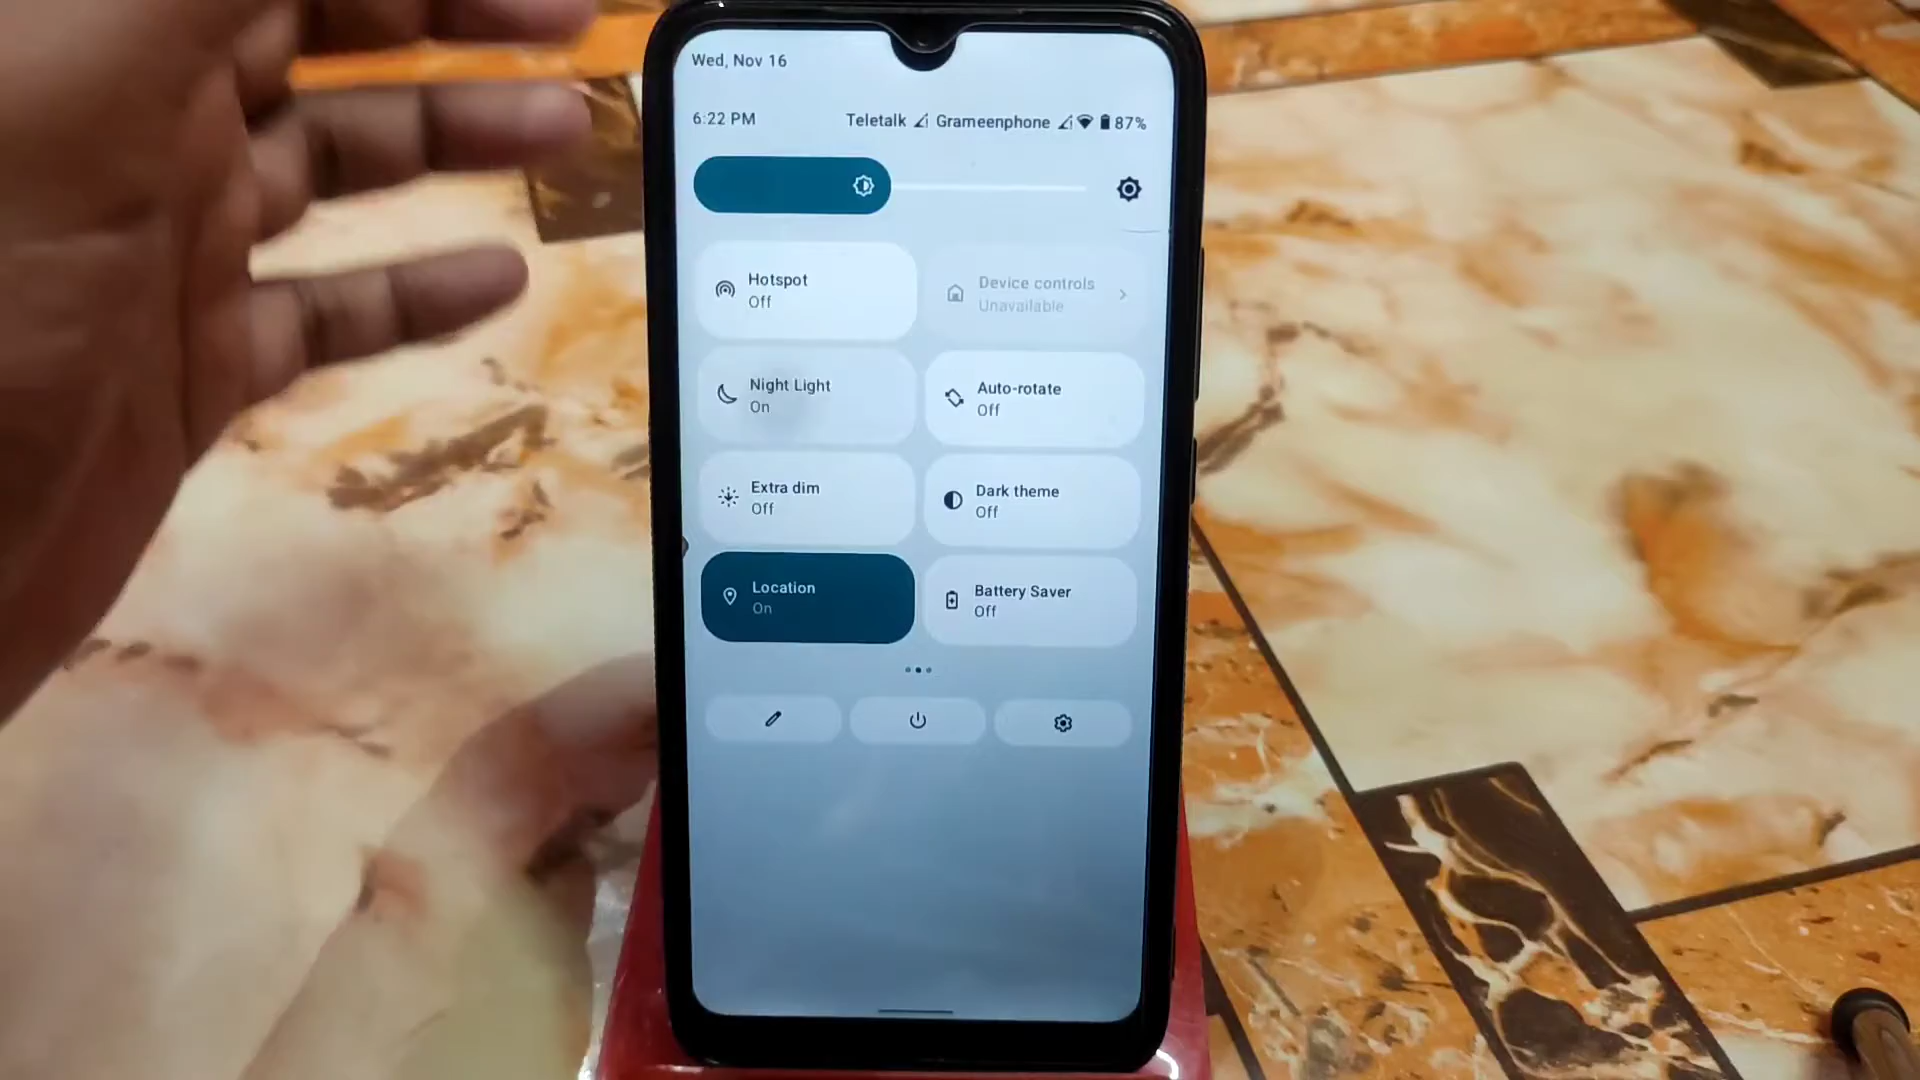 Wed, Nov 16
6:22 PM Teletalk Grameenphone 87%
Hotspot
Off
Device controls
Unavailable
Night Light
On
Auto-rotate
Off
Extra dim
Off
Dark theme
Off
Location
On
Battery Saver
Off